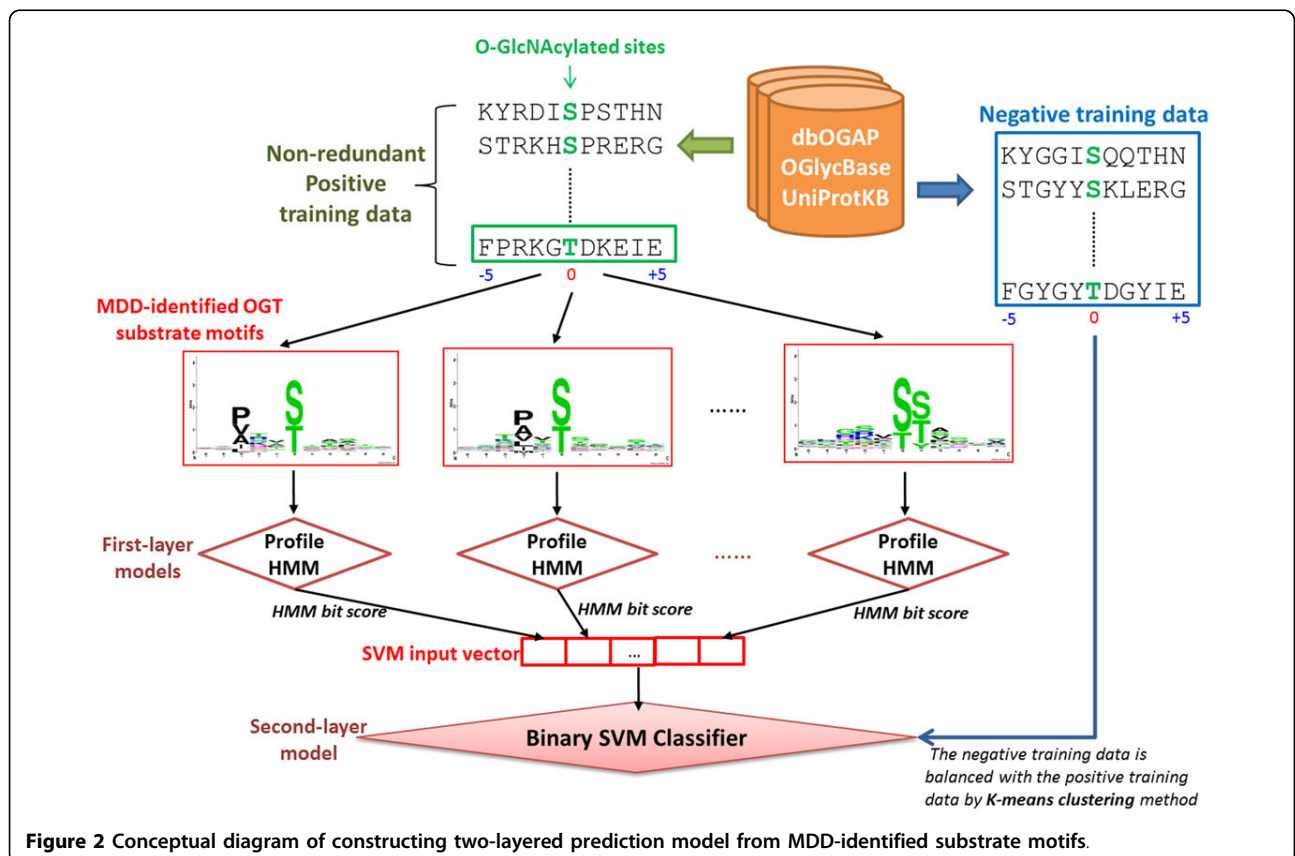 O-GlcNAcylated sites
KYRDISPSTHN
STRKHSPRERG
Non-redundant
Positive
training data
FPRKGTDKEIE
-5 0 +5
dbOGAP
OGlycBase
UniProtKB
Negative training data
KYGGISQQTHN
STGYYSKLERG
FGYGYTDGYIE
-5 0 +5
MDD-identified OGT
substrate motifs
P S
T
P S
T
S S
T T
......
First-layer
models
Profile
HMM
Profile
HMM
......
Profile
HMM
HMM bit score
HMM bit score
HMM bit score
SVM input vector
...
Second-layer
model
Binary SVM Classifier
The negative training data is
balanced with the positive training
data by K-means clustering method
Figure 2 Conceptual diagram of constructing two-layered prediction model from MDD-identified substrate motifs.